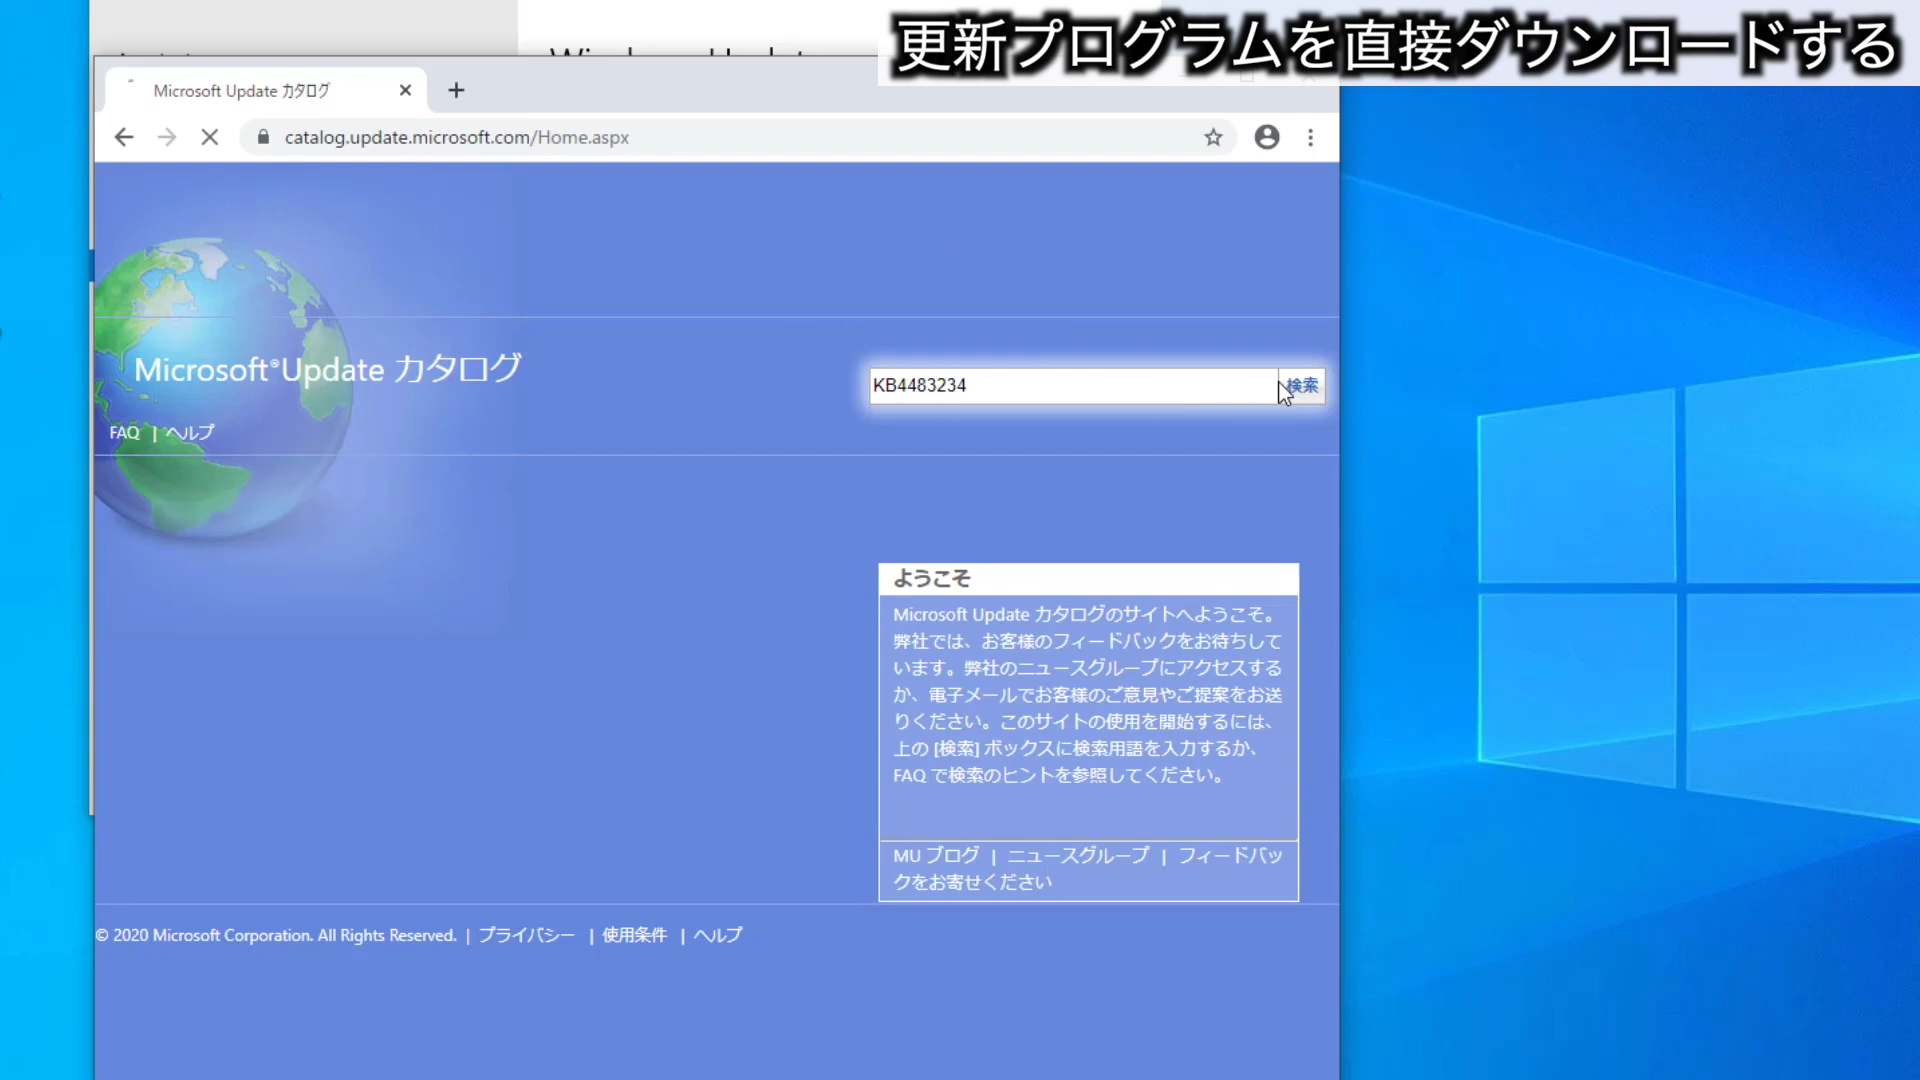 更新プログラムを直接ダウンロードする
Microsoft Update カタログ
catalog.update.microsoft.com/Home.aspx
Microsoft®Update カタログ
KB4483234
検索
FAQ | ヘルプ
ようこそ
Microsoft Update カタログのサイトへようこそ。
弊社では、お客様のフィードバックをお待ちして
います。弊社のニュースグループにアクセスする
か、電子メールでお客様のご意見やご提案をお送
りください。このサイトの使用を開始するには、
上の [検索] ボックスに検索用語を入力するか、
FAQ で検索のヒントを参照してください。
MU ブログ | ニュースグループ | フィードバッ
クをお寄せください
© 2020 Microsoft Corporation. All Rights Reserved. | プライバシー | 使用条件 | ヘルプ